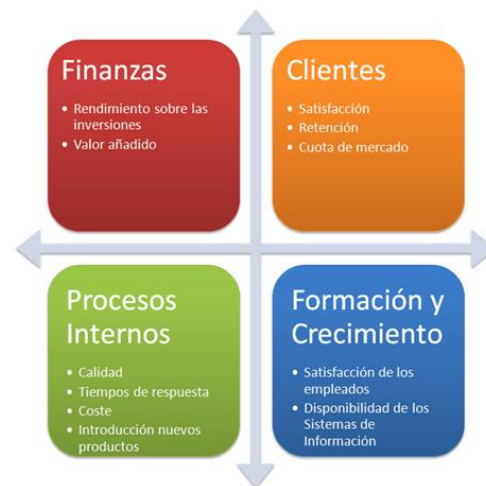 Finanzas
• Rendimiento sobre las
inversiones
• Valor añadido
Clientes
• Satisfacción
• Retención
• Cuota de mercado
Procesos
Internos
• Calidad
• Tiempos de respuesta
• Coste
• Introducción nuevos
productos
Formación y
Crecimiento
• Satisfacción de los
empleados
• Disponibilidad de los
Sistemas de
Información